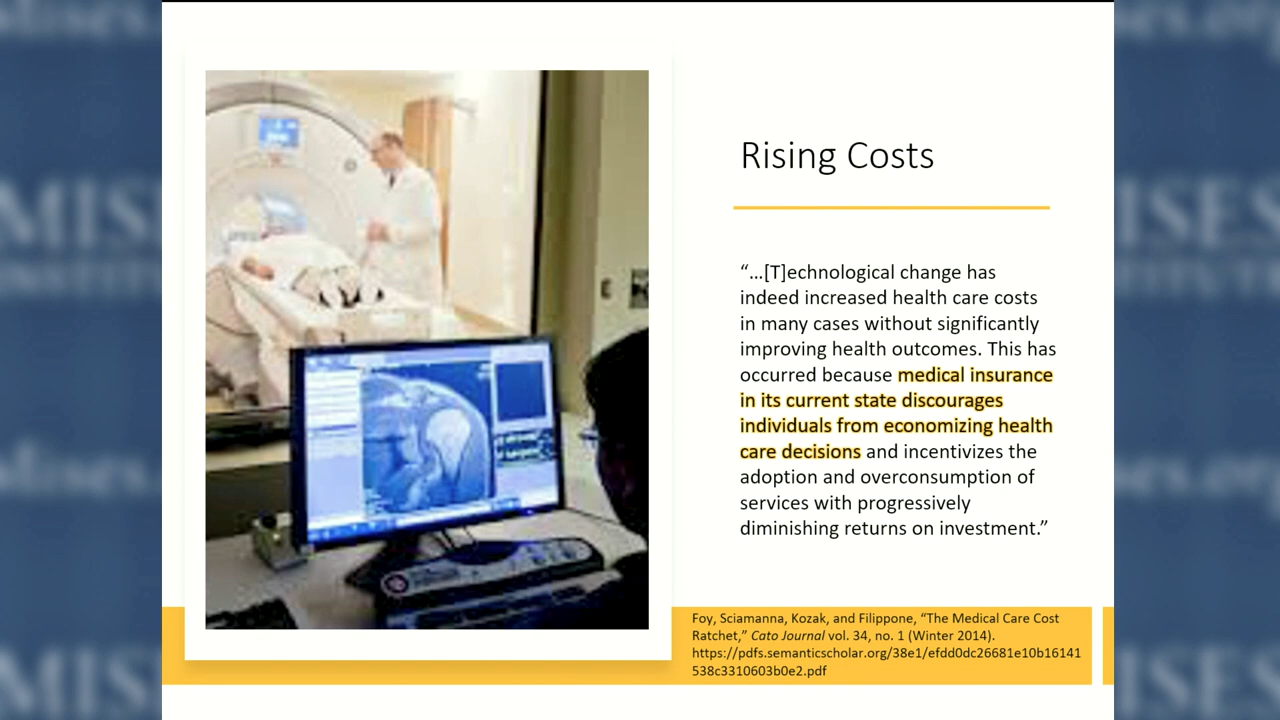 Rising Costs
“...[T]echnological change has
indeed increased health care costs
in many cases without significantly
improving health outcomes. This has
occurred because medical insurance
in its current state discourages
individuals from economizing health
care decisions and incentivizes the
adoption and overconsumption of
services with progressively
diminishing returns on investment.”
Foy, Sciamanna, Kozak, and Filippone, “The Medical Care Cost
Ratchet,” Cato Journal vol. 34, no. 1 (Winter 2014).
https://pdfs.semanticscholar.org/38e1/efdd0dc26681e10b16141
538c3310603b0e2.pdf